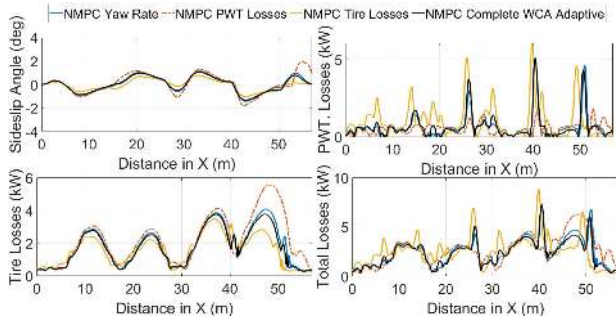 NMPC Yaw Rate NMPC PWT Losses NMPC Tire Losses NMPC Complete WCA Adaptive
Sideslip Angle (deg)
4
2
0
-2
-4
0 10 20 30 40 50
Distance in X (m)
PWT. Losses (kW)
5
0
0 10 20 30 40 50
Distance in X (m)
Tire Losses (kW)
6
4
2
0
0 10 20 30 40 50
Distance in X (m)
Total Losses (kW)
10
5
0
0 10 20 30 40 50
Distance in X (m)